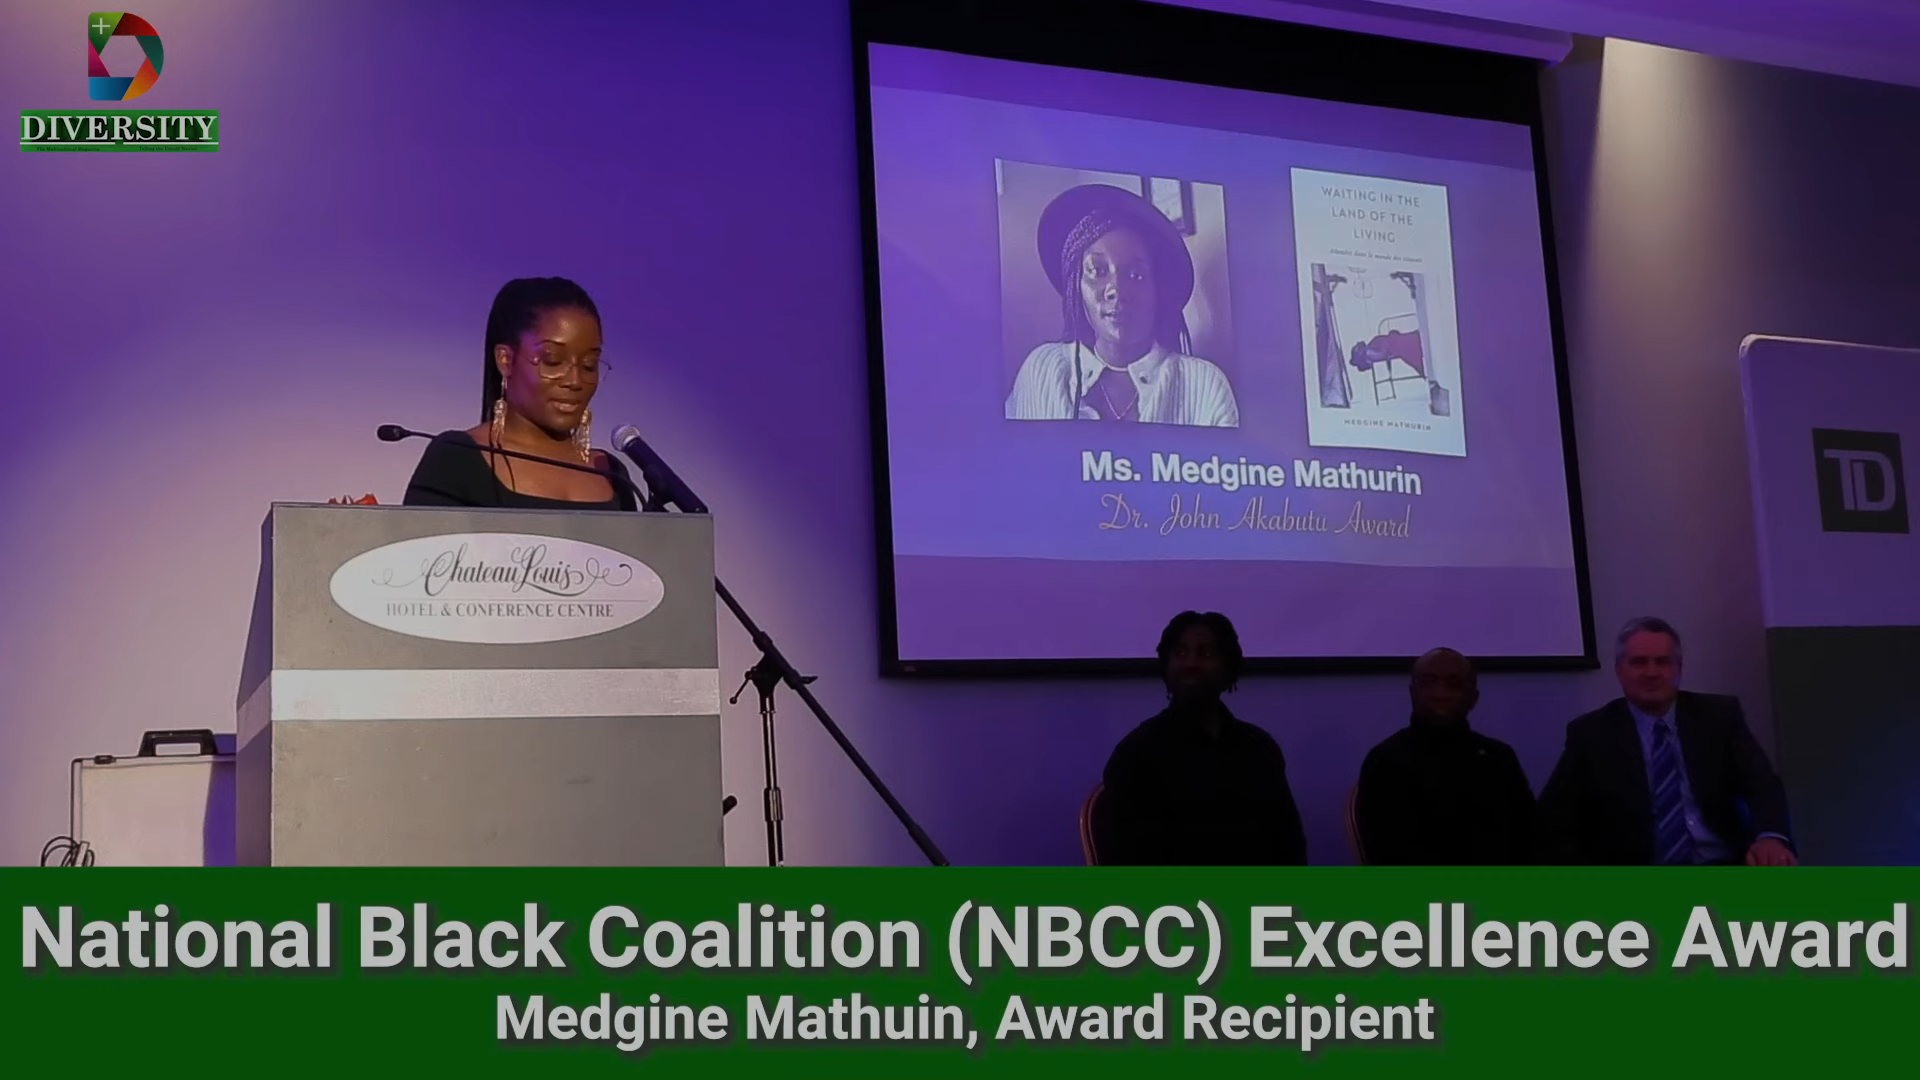 DIVERSITY
WAITING IN THE
LAND OF THE
LIVING
MEDGINE MATHURIN
Ms. Medgine Mathurin
Dr. John Akabutu Award
TD
Chateau Louis
HOTEL & CONFERENCE CENTRE
National Black Coalition (NBCC) Excellence Award
Medgine Mathuin, Award Recipient